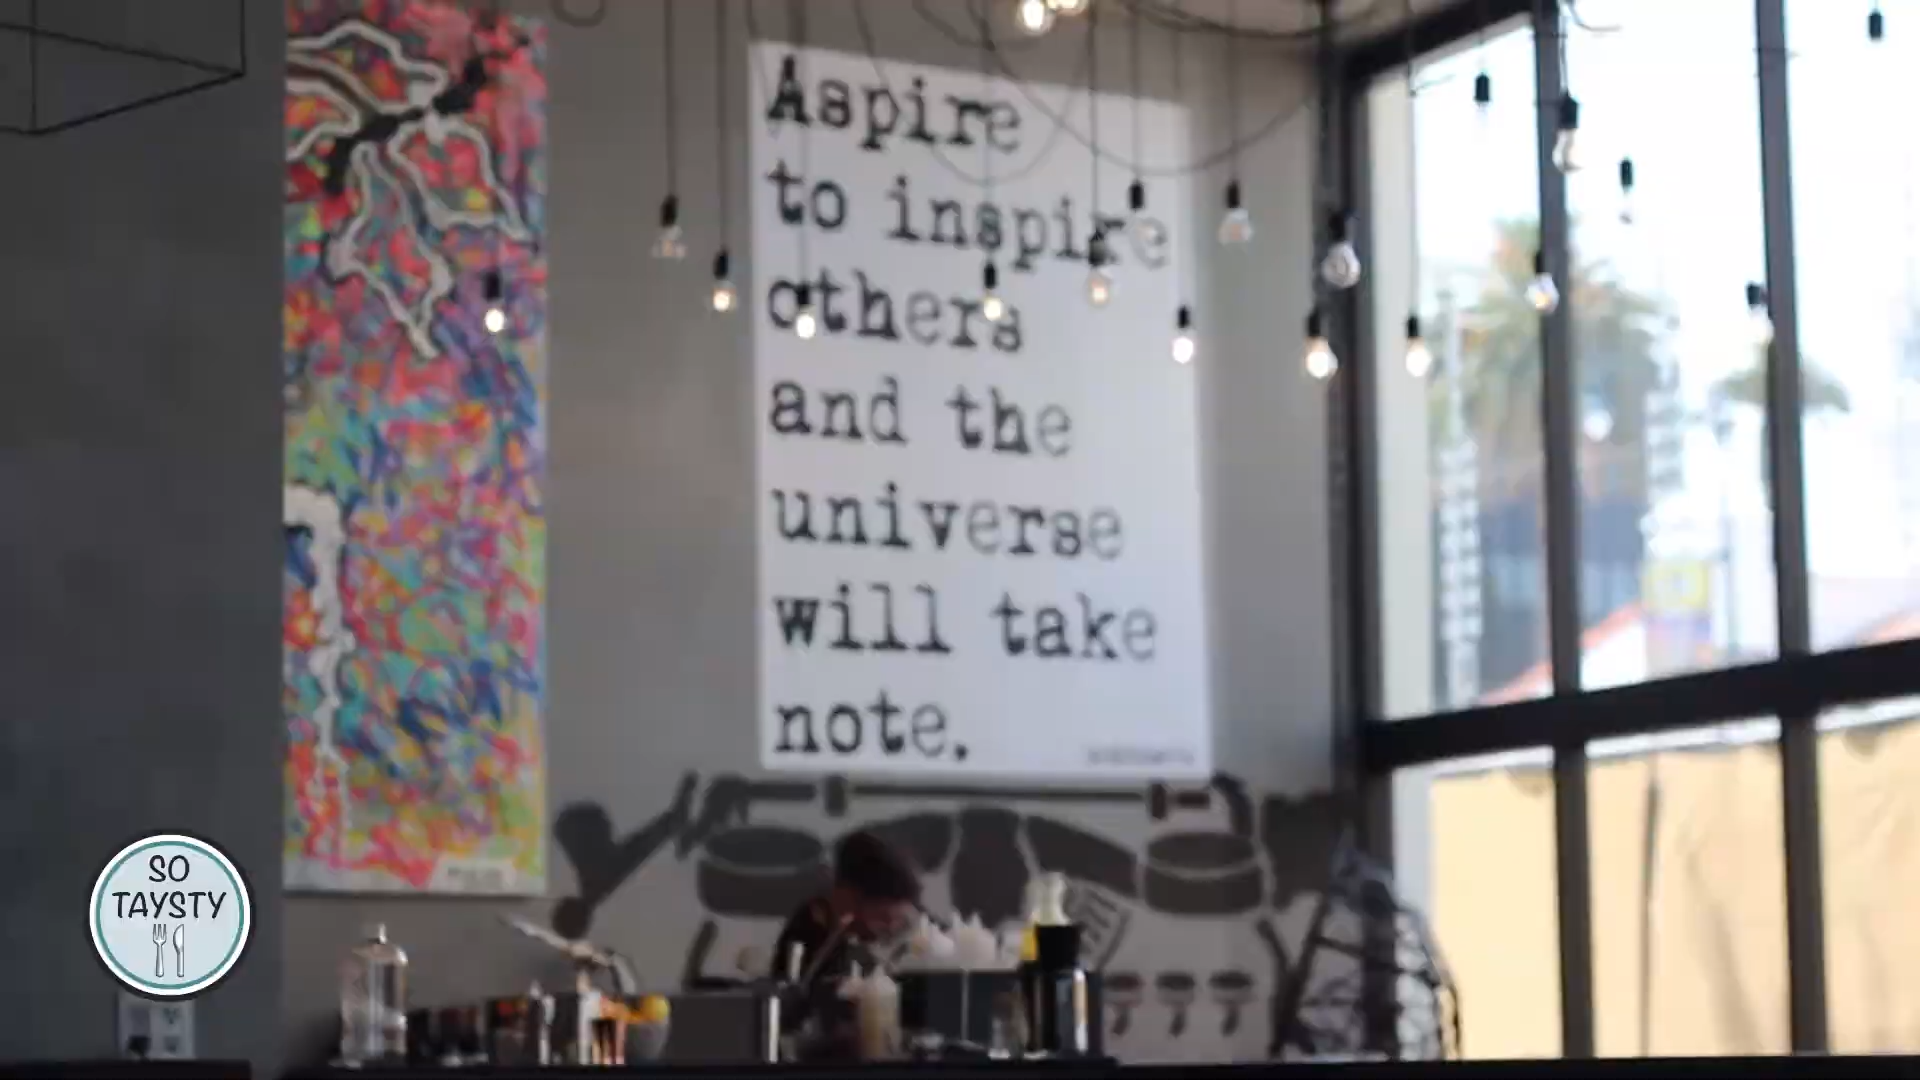 Aspire
to inspire
others
and the
universe
will take
note.
SO
TAYSTY